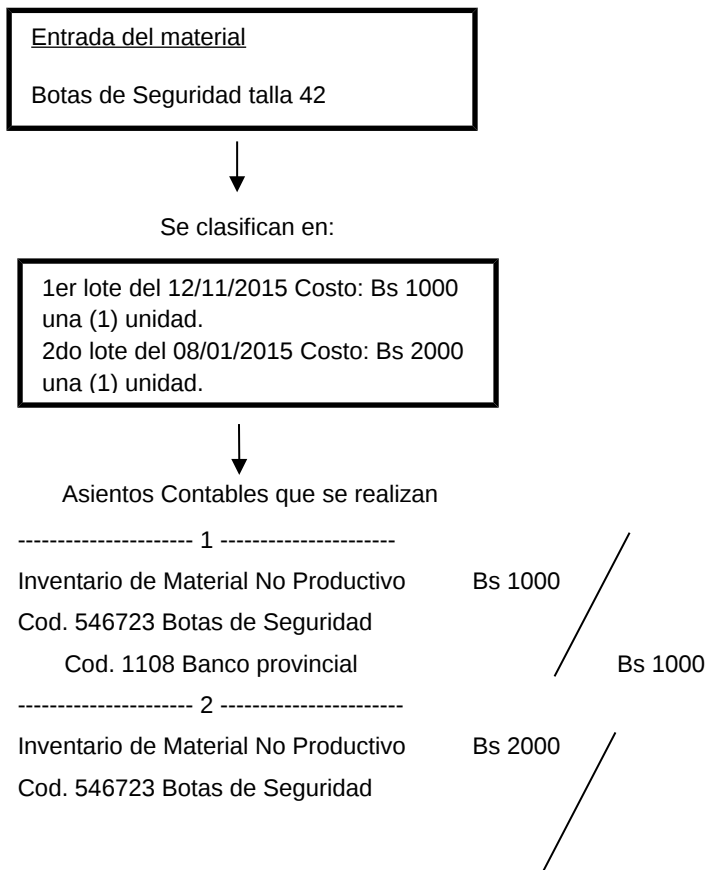 Entrada del material
Botas de Seguridad talla 42
Se clasifican en:
1er lote del 12/11/2015 Costo: Bs 1000
una (1) unidad.
2do lote del 08/01/2015 Costo: Bs 2000
una (1) unidad.
Asientos Contables que se realizan
---------------------- 1 ----------------------
Inventario de Material No Productivo Bs 1000
Cod. 546723 Botas de Seguridad
Cod. 1108 Banco provincial Bs 1000
---------------------- 2 -----------------------
Inventario de Material No Productivo Bs 2000
Cod. 546723 Botas de Seguridad